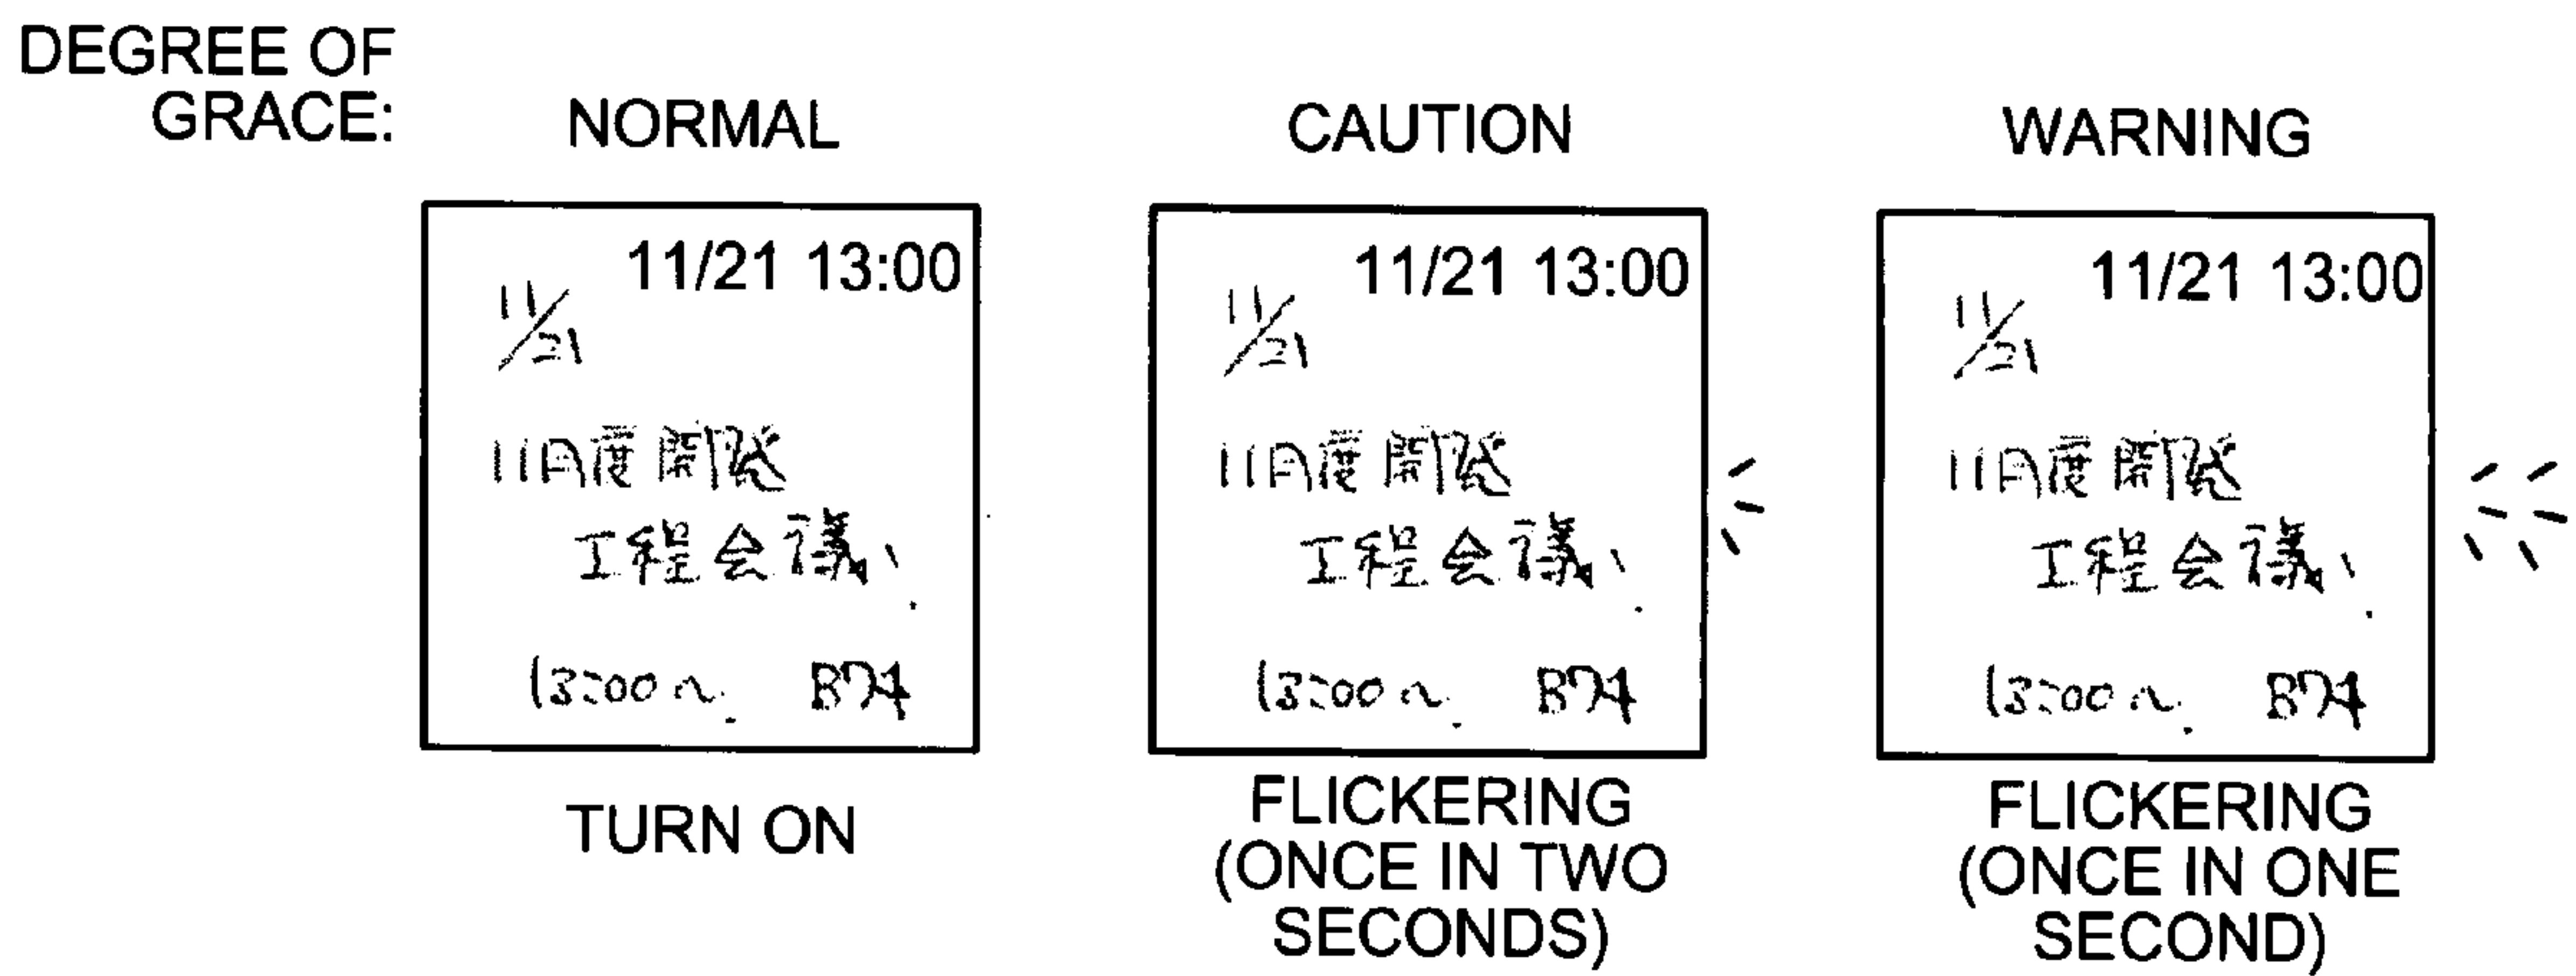 DEGREE OF
GRACE:
NORMAL
11/21 13:00
11/21
11月度開発
工程会議、
13:00〜 B74
TURN ON
CAUTION
11/21 13:00
11/21
11月度開発
工程会議、
13:00〜 B74
FLICKERING
(ONCE IN TWO
SECONDS)
WARNING
11/21 13:00
11/21
11月度開発
工程会議、
13:00〜 B74
FLICKERING
(ONCE IN ONE
SECOND)